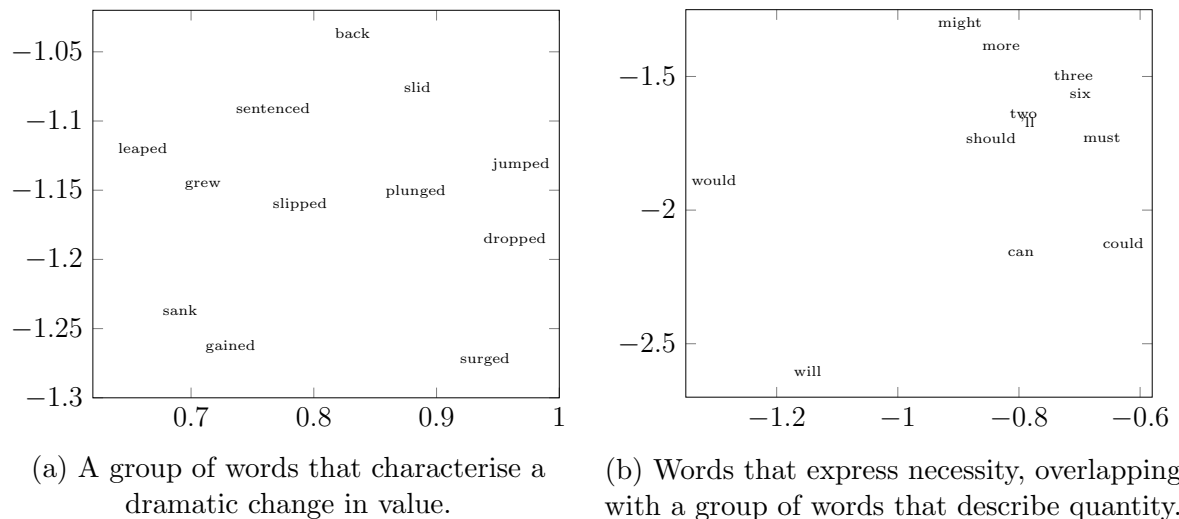 −1.05
−1.1
−1.15
−1.2
−1.25
−1.3
0.7 0.8 0.9 1
back
slid
sentenced
leaped
jumped
grew
plunged
slipped
dropped
sank
gained
surged
(a) A group of words that characterise a
dramatic change in value.
−1.5
−2
−2.5
−1.2 −1 −0.8 −0.6
might
more
three
six
two
'll
should must
would
could
can
will
(b) Words that express necessity, overlapping
with a group of words that describe quantity.